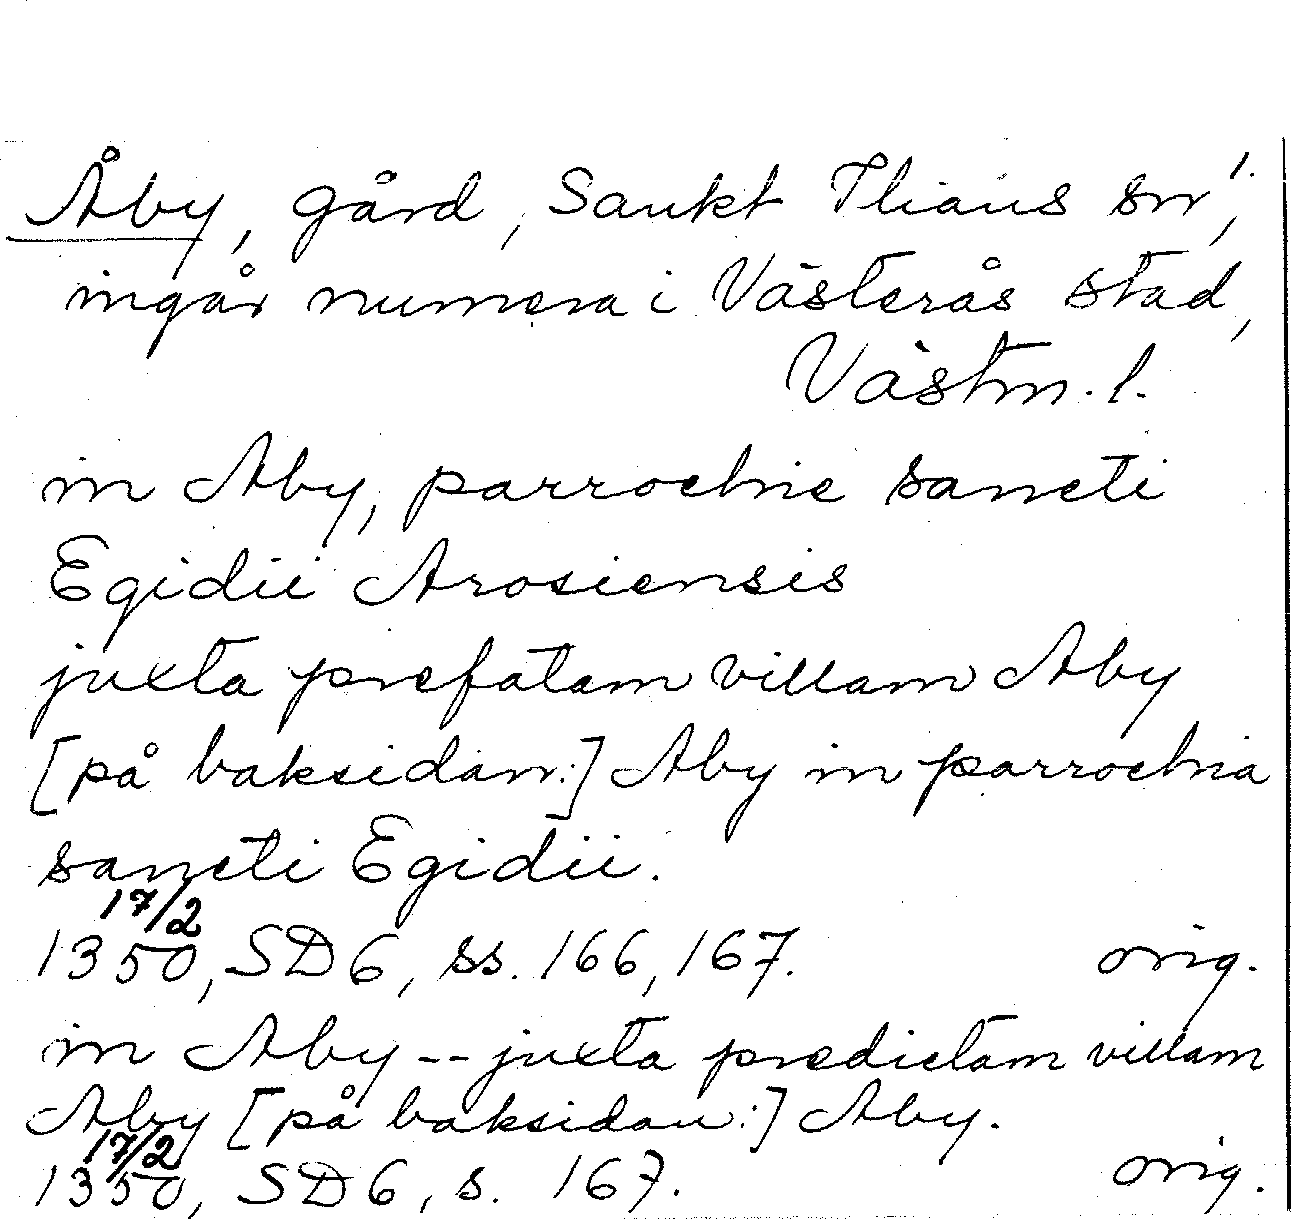 Åby, gård, Sankt Ilians sn!,
ingår numera i Västerås stad,
Västm. l.
in Aby, parrochie sancti
Egidii Arosiensis
juxta prefatam villam Aby
[på baksidan:] Aby in parrochia
sancti Egidii.
17/2
1350, SD 6, ss. 166, 167. orig.
in Aby -- juxta predictam villam
Aby [på baksidan:] Aby.
17/2
1350, SD 6, s. 167. orig.